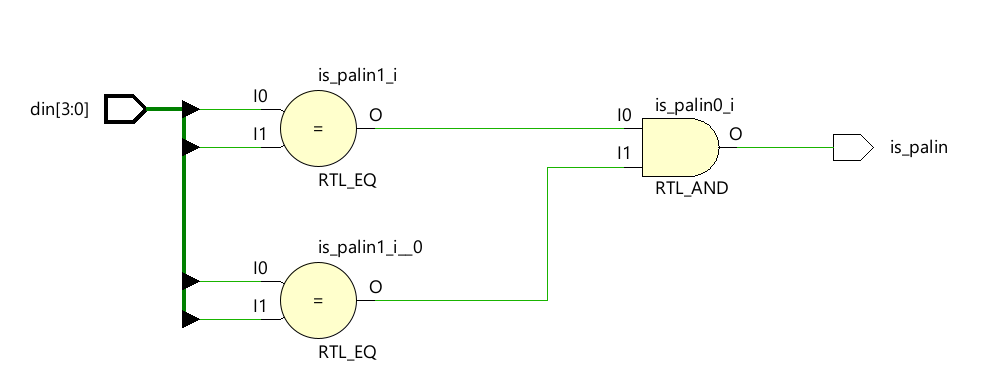 is_palin1_i
din[3:0]
I0
I1
O
=
RTL_EQ
is_palin0_i
I0
I1
O
RTL_AND
is_palin
is_palin1_i__0
I0
I1
O
=
RTL_EQ